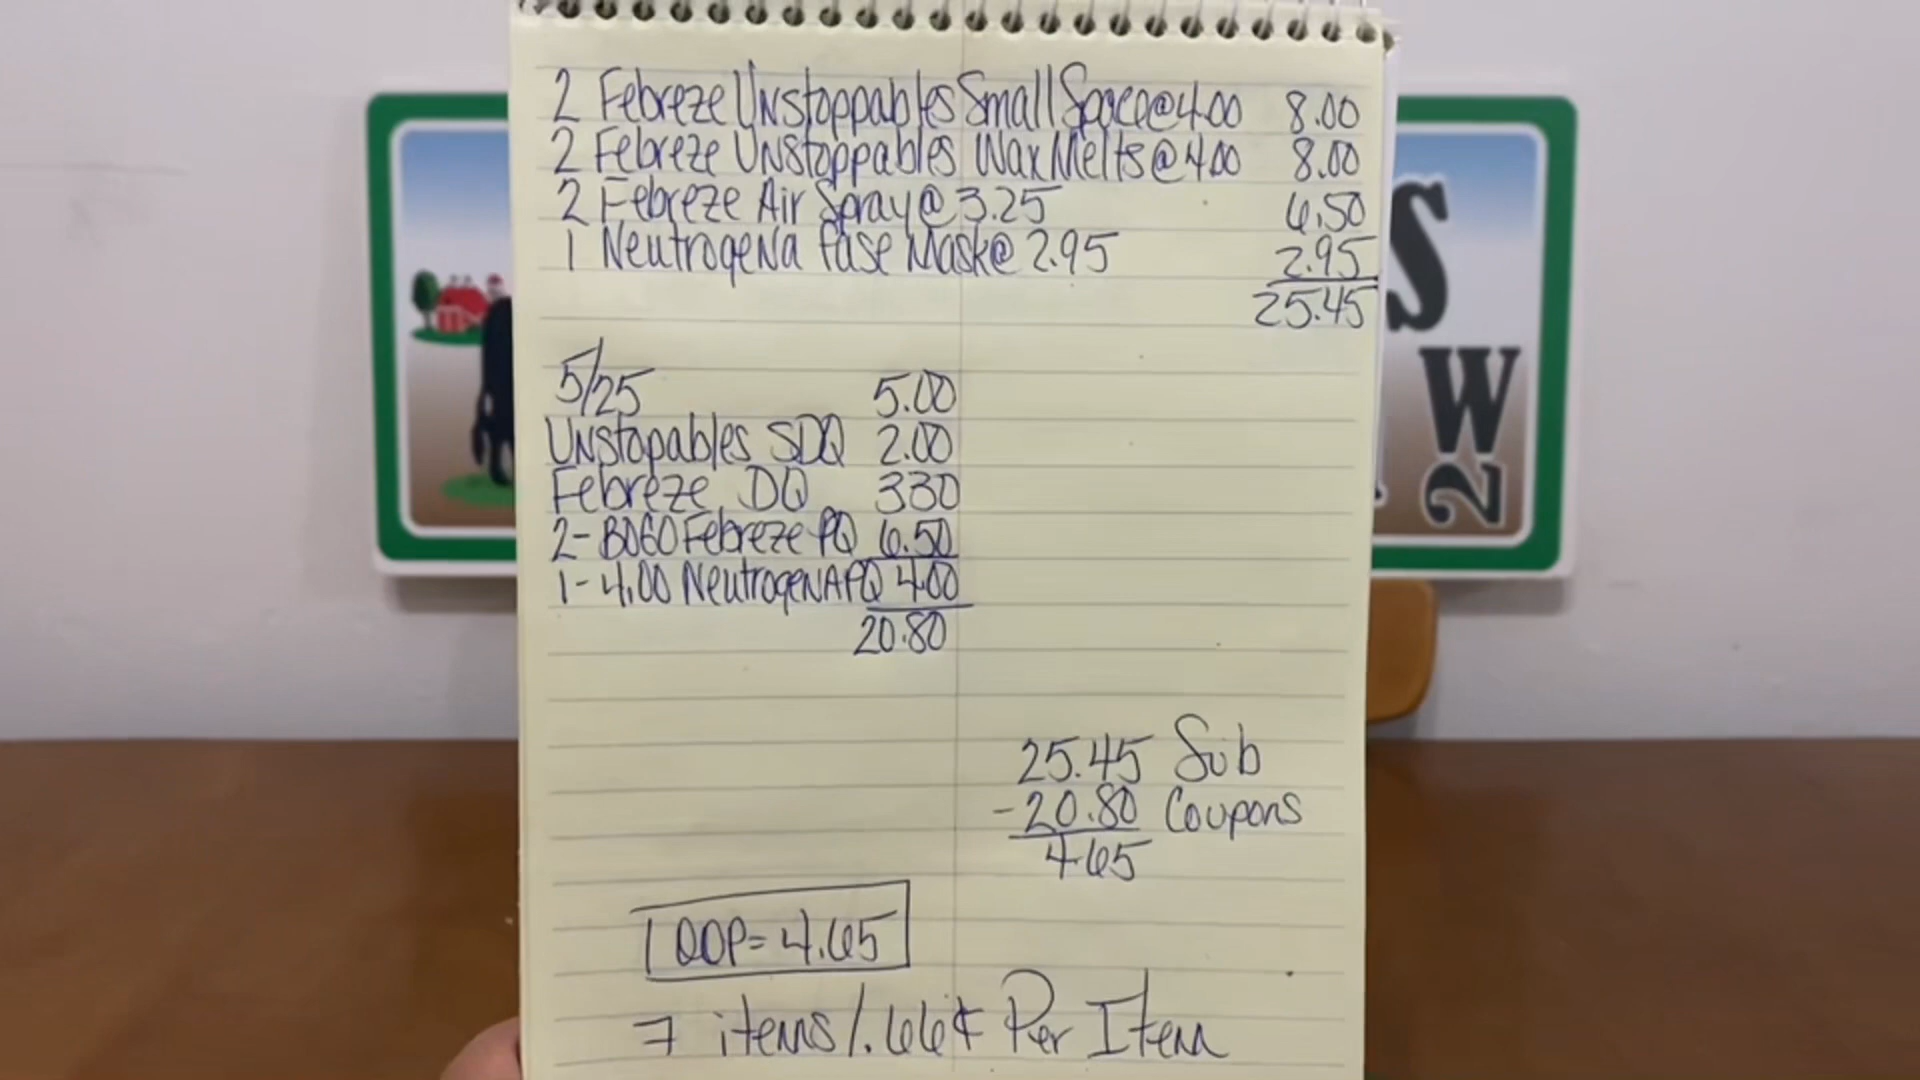 2 Febreze Unstoppables Small Space@4.00 8.00
2 Febreze Unstoppables Wax Melts@4.00 8.00
2 Febreze Air Spray@3.25 6.50
1 Neutrogena Fase Mask@2.95 2.95
25.45
5/25 5.00
Unstopables SDQ 2.00
Febreze DQ 330
2-BOGO Febreze PQ 6.50
1-4.00 Neutrogena PQ 4.00
20.80
25.45 Sub
-20.80 Coupons
4.65
OOP=4.65
7 items/.66¢ Per Item
S
W
2